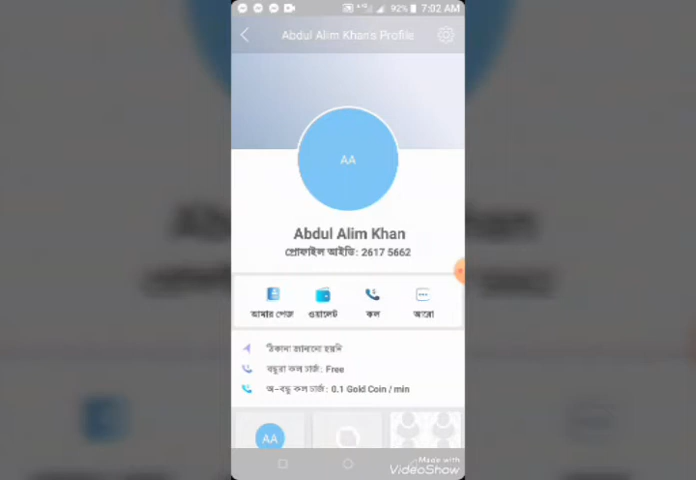 92% 7:02 AM
Abdul Alim Khan's Profile
AA
Abdul Alim Khan
প্রোফাইল আইডি: 2617 5662
আমার পেজ ওয়ালেট কল আরো
ঠিকানা জানানো হয়নি
বন্ধুরা কল চার্জ: Free
অ-বন্ধু কল চার্জ: 0.1 Gold Coin / min
AA
Made with
VideoShow